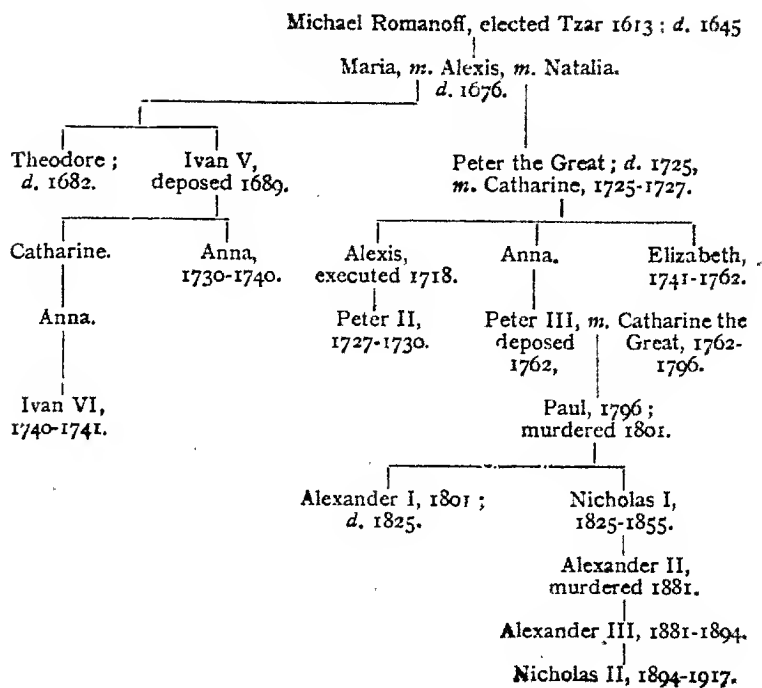 Michael Romanoff, elected Tzar 1613 ; d. 1645
Maria, m. Alexis, m. Natalia.
d. 1676.
Theodore ; Ivan V, Peter the Great ; d. 1725,
d. 1682. deposed 1689. m. Catharine, 1725-1727.
Catharine. Anna, Alexis, Anna. Elizabeth,
1730-1740. executed 1718. 1741-1762.
Anna. Peter II, Peter III, m. Catharine the
1727-1730. deposed Great, 1762-
1762, 1796.
Ivan VI, Paul, 1796 ;
1740-1741. murdered 1801.
Alexander I, 1801 ; Nicholas I,
d. 1825. 1825-1855.
Alexander II,
murdered 1881.
Alexander III, 1881-1894.
Nicholas II, 1894-1917.